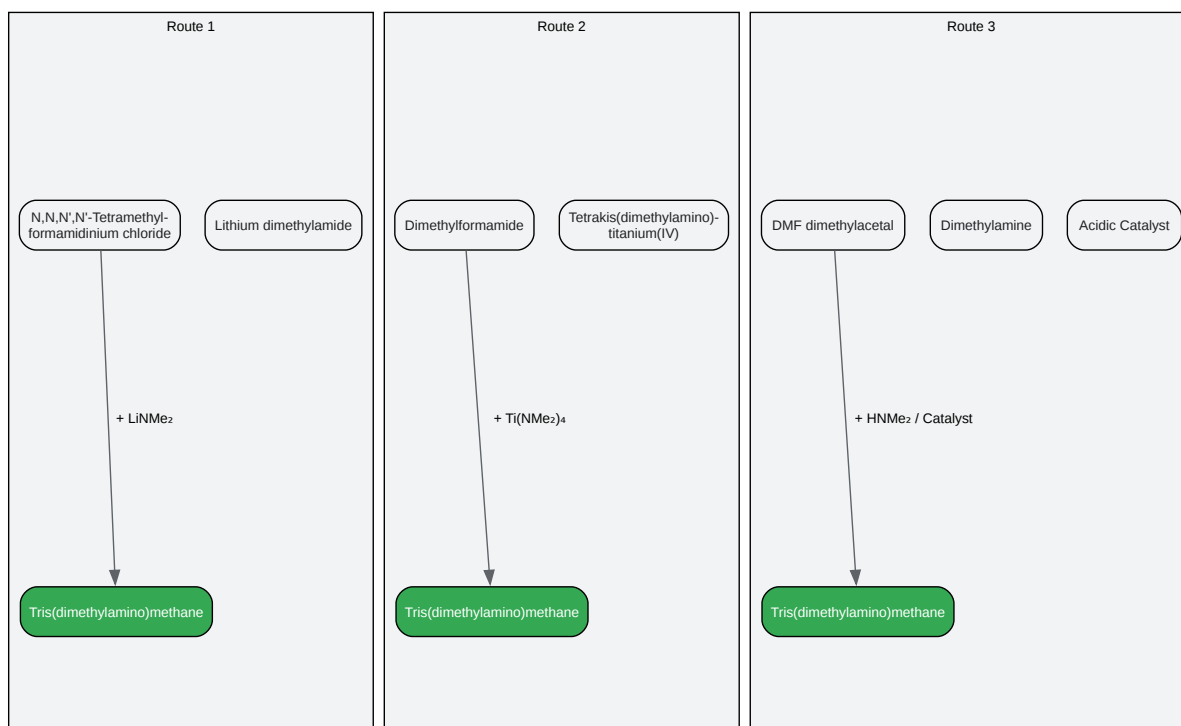 Route 1
N,N,N',N'-Tetramethyl-
formamidinium chloride
Lithium dimethylamide
+ LiNMe₂
Tris(dimethylamino)methane
Route 2
Dimethylformamide
Tetrakis(dimethylamino)-
titanium(IV)
+ Ti(NMe₂)₄
Tris(dimethylamino)methane
Route 3
DMF dimethylacetal
Dimethylamine
Acidic Catalyst
+ HNMe₂ / Catalyst
Tris(dimethylamino)methane